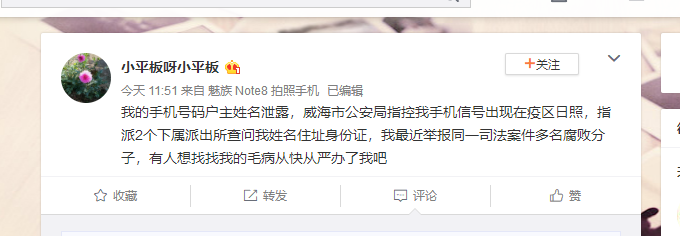 小平板呀小平板
+关注
今天 11:51 来自 魅族 Note8 拍照手机 已编辑
我的手机号码户主姓名泄露，威海市公安局指控我手机信号出现在疫区日照，指
派2个下属派出所查问我姓名住址身份证，我最近举报同一司法案件多名腐败分
子，有人想找找我的毛病从快从严办了我吧
收藏 转发 评论 赞